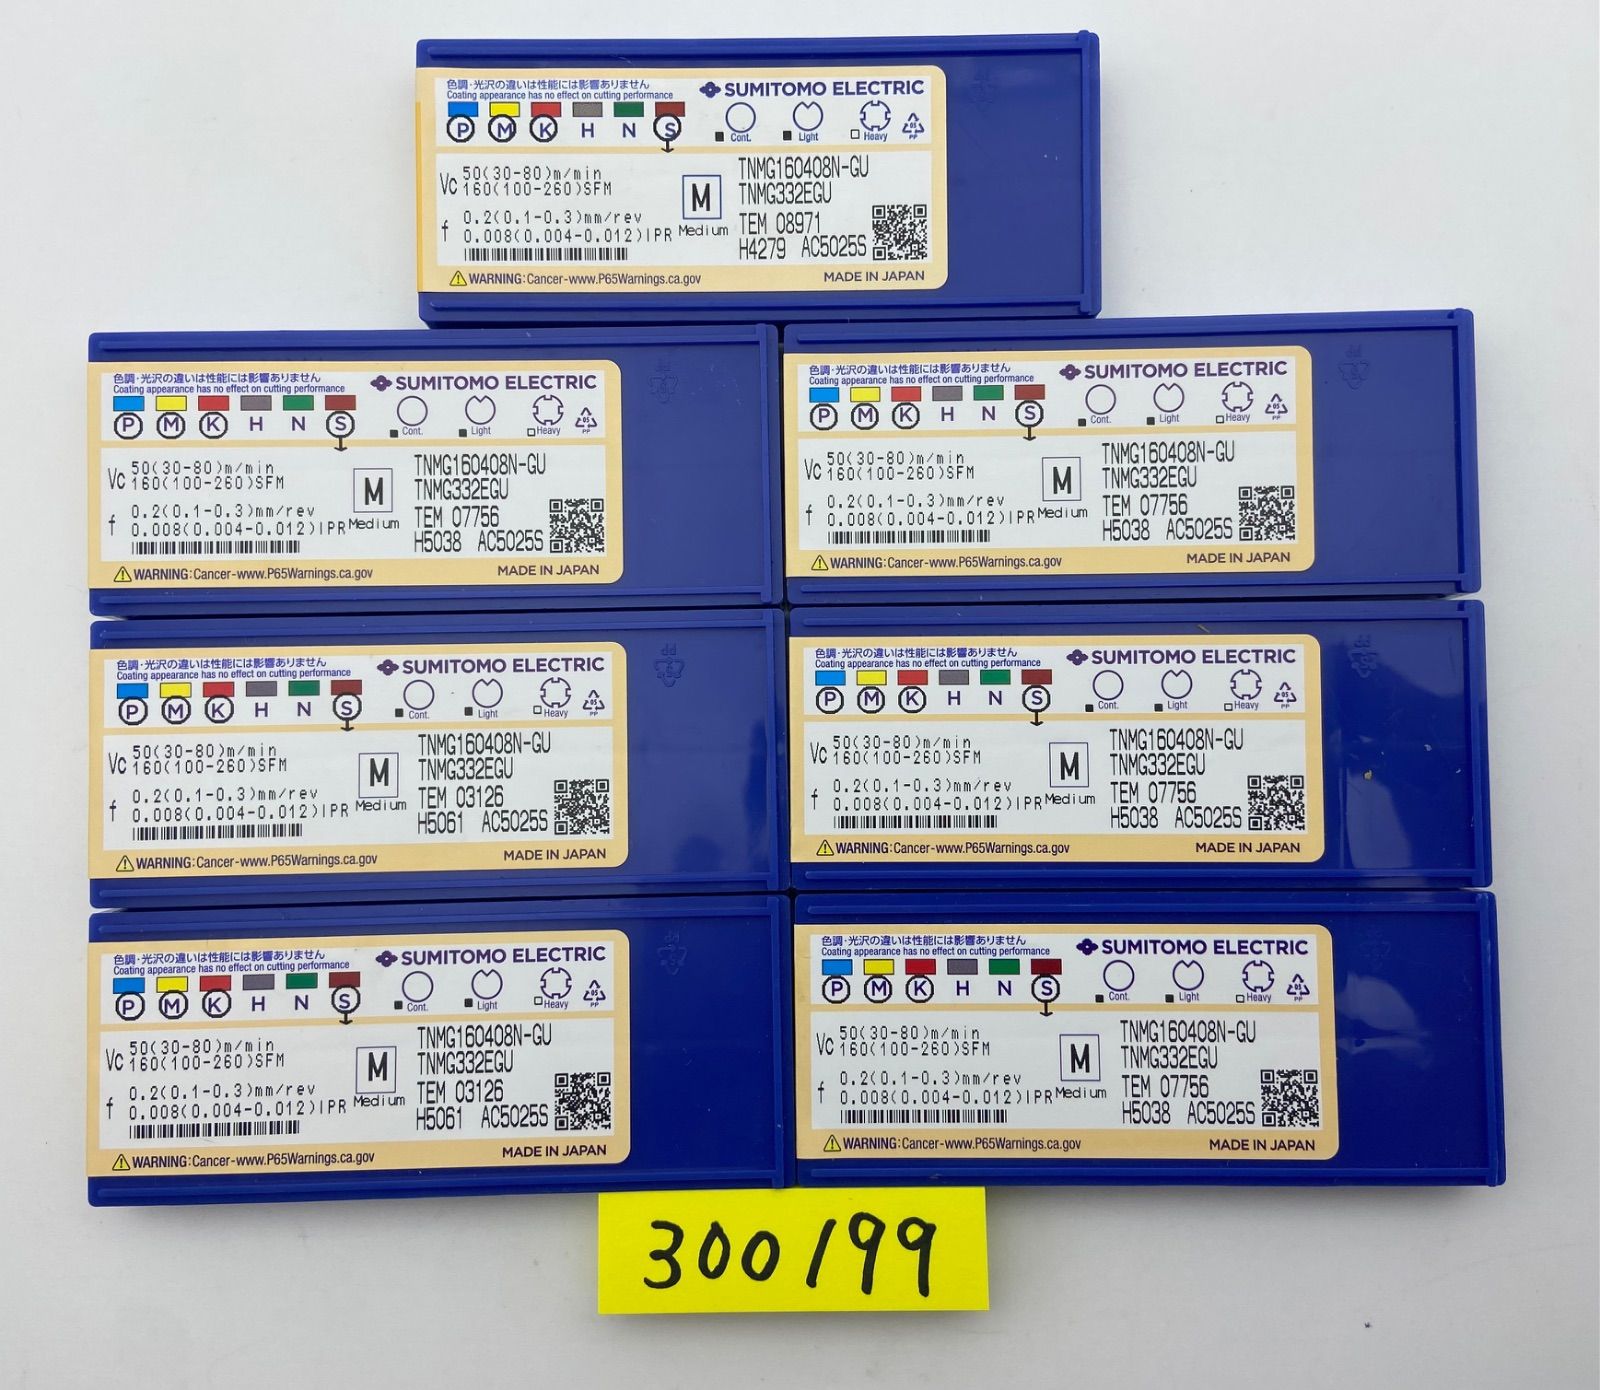 色調・光沢の違いは性能には影響ありません
Coating appearance has no effect on cutting performance
SUMITOMO ELECTRIC
P M K H N S
Cont. Light Heavy
05
PP
Vc 50(30-80)m/min
160(100-260)SFM
f 0.2(0.1-0.3)mm/rev
0.008(0.004-0.012)IPR
M
Medium
TNMG160408N-GU
TNMG332EGU
TEM 08971
H4279 AC5025S
WARNING:Cancer-www.P65Warnings.ca.gov
MADE IN JAPAN
色調・光沢の違いは性能には影響ありません
Coating appearance has no effect on cutting performance
SUMITOMO ELECTRIC
P M K H N S
Cont. Light Heavy
05
PP
Vc 50(30-80)m/min
160(100-260)SFM
f 0.2(0.1-0.3)mm/rev
0.008(0.004-0.012)IPR
M
Medium
TNMG160408N-GU
TNMG332EGU
TEM 07756
H5038 AC5025S
WARNING:Cancer-www.P65Warnings.ca.gov
MADE IN JAPAN
色調・光沢の違いは性能には影響ありません
Coating appearance has no effect on cutting performance
SUMITOMO ELECTRIC
P M K H N S
Cont. Light Heavy
05
PP
Vc 50(30-80)m/min
160(100-260)SFM
f 0.2(0.1-0.3)mm/rev
0.008(0.004-0.012)IPR
M
Medium
TNMG160408N-GU
TNMG332EGU
TEM 07756
H5038 AC5025S
WARNING:Cancer-www.P65Warnings.ca.gov
MADE IN JAPAN
色調・光沢の違いは性能には影響ありません
Coating appearance has no effect on cutting performance
SUMITOMO ELECTRIC
P M K H N S
Cont. Light Heavy
05
PP
Vc 50(30-80)m/min
160(100-260)SFM
f 0.2(0.1-0.3)mm/rev
0.008(0.004-0.012)IPR
M
Medium
TNMG160408N-GU
TNMG332EGU
TEM 03126
H5061 AC5025S
WARNING:Cancer-www.P65Warnings.ca.gov
MADE IN JAPAN
色調・光沢の違いは性能には影響ありません
Coating appearance has no effect on cutting performance
SUMITOMO ELECTRIC
P M K H N S
Cont. Light Heavy
05
PP
Vc 50(30-80)m/min
160(100-260)SFM
f 0.2(0.1-0.3)mm/rev
0.008(0.004-0.012)IPR
M
Medium
TNMG160408N-GU
TNMG332EGU
TEM 07756
H5038 AC5025S
WARNING:Cancer-www.P65Warnings.ca.gov
MADE IN JAPAN
色調・光沢の違いは性能には影響ありません
Coating appearance has no effect on cutting performance
SUMITOMO ELECTRIC
P M K H N S
Cont. Light Heavy
05
PP
Vc 50(30-80)m/min
160(100-260)SFM
f 0.2(0.1-0.3)mm/rev
0.008(0.004-0.012)IPR
M
Medium
TNMG160408N-GU
TNMG332EGU
TEM 03126
H5061 AC5025S
WARNING:Cancer-www.P65Warnings.ca.gov
MADE IN JAPAN
色調・光沢の違いは性能には影響ありません
Coating appearance has no effect on cutting performance
SUMITOMO ELECTRIC
P M K H N S
Cont. Light Heavy
05
PP
Vc 50(30-80)m/min
160(100-260)SFM
f 0.2(0.1-0.3)mm/rev
0.008(0.004-0.012)IPR
M
Medium
TNMG160408N-GU
TNMG332EGU
TEM 07756
H5038 AC5025S
WARNING:Cancer-www.P65Warnings.ca.gov
MADE IN JAPAN
300/99